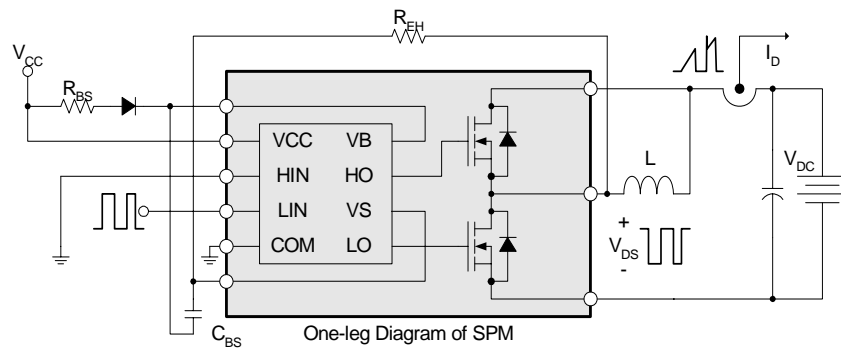 R_EH
V_CC
I_D
R_BS
VCC VB
HIN HO
LIN VS
COM LO
L
V_DC
+
V_DS
-
C_BS
One-leg Diagram of SPM